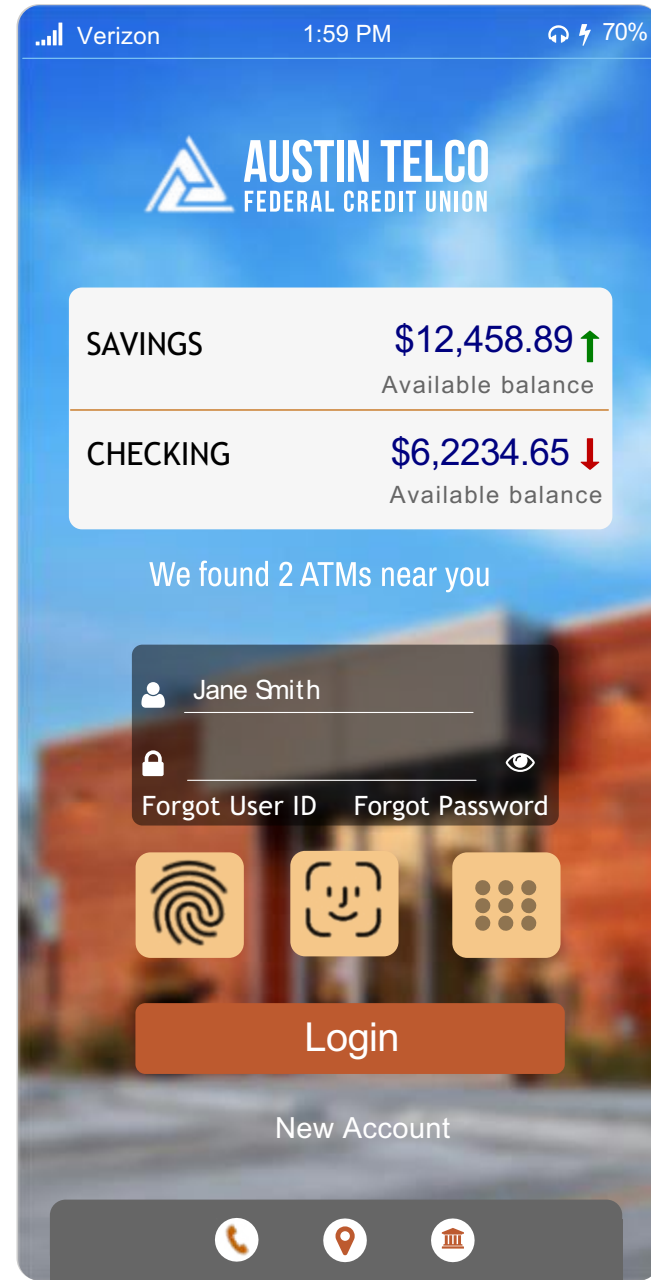 Verizon 1:59 PM 70%
AUSTIN TELCO
FEDERAL CREDIT UNION
SAVINGS $12,458.89
Available balance
CHECKING $6,2234.65
Available balance
We found 2 ATMs near you
Jane Smith
Forgot User ID Forgot Password
Login
New Account